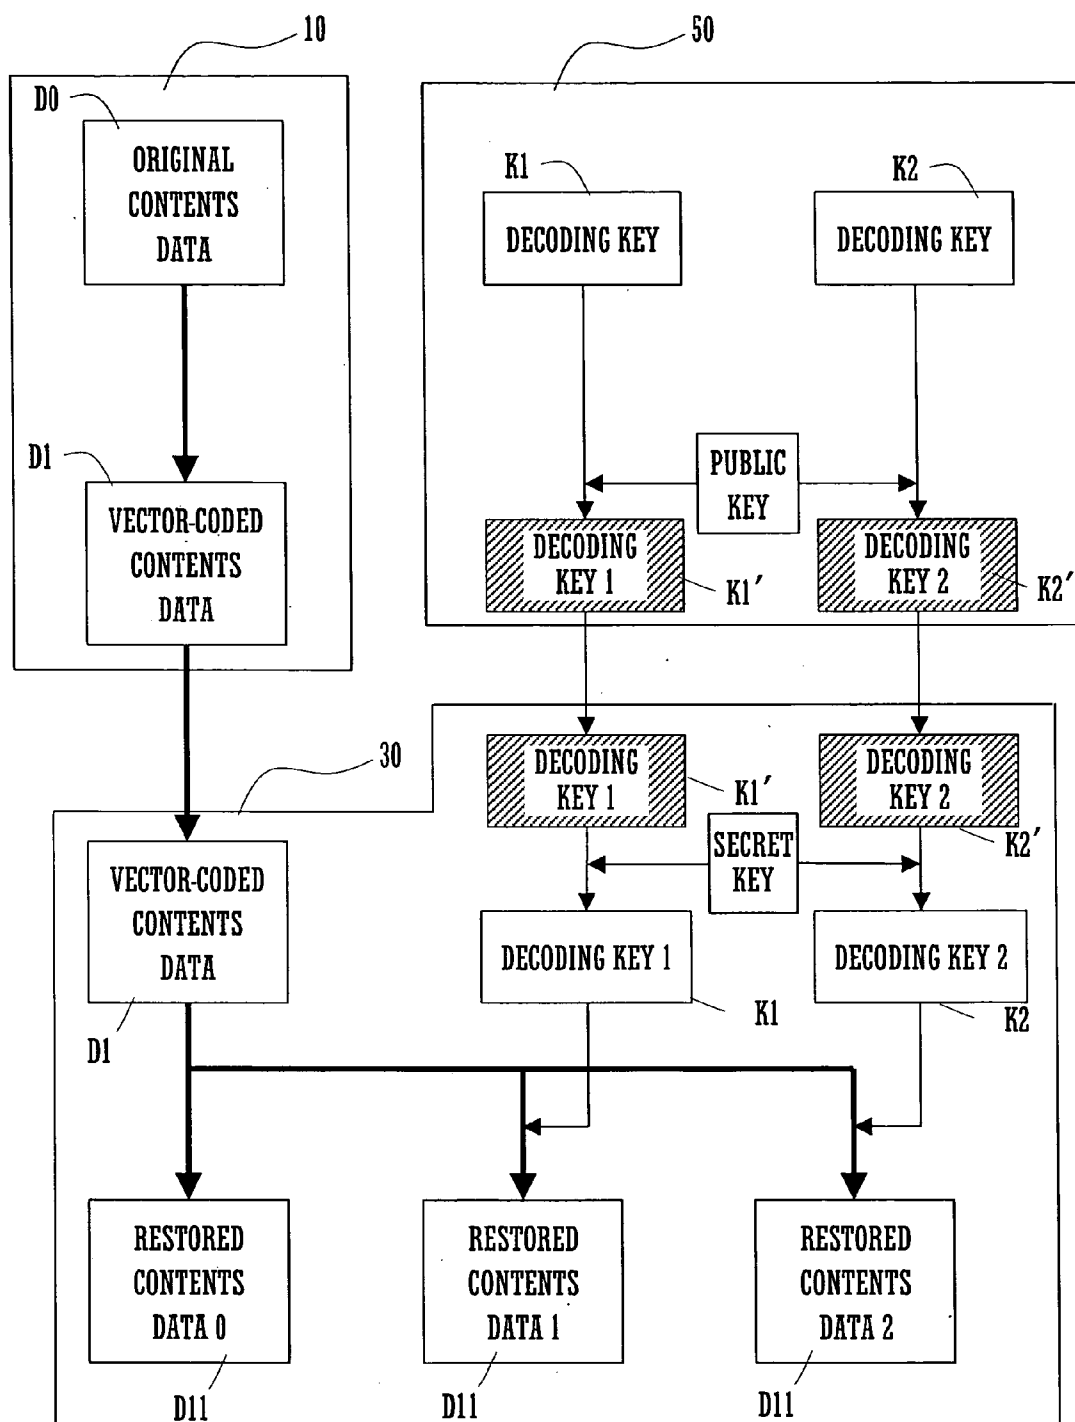 10
50
D0
ORIGINAL
CONTENTS
DATA
K1
DECODING KEY
K2
DECODING KEY
D1
VECTOR-CODED
CONTENTS
DATA
PUBLIC
KEY
DECODING
KEY 1
K1′
DECODING
KEY 2
K2′
30
DECODING
KEY 1
K1′
DECODING
KEY 2
K2′
SECRET
KEY
VECTOR-CODED
CONTENTS
DATA
D1
DECODING KEY 1
K1
DECODING KEY 2
K2
RESTORED
CONTENTS
DATA 0
D11
RESTORED
CONTENTS
DATA 1
D11
RESTORED
CONTENTS
DATA 2
D11